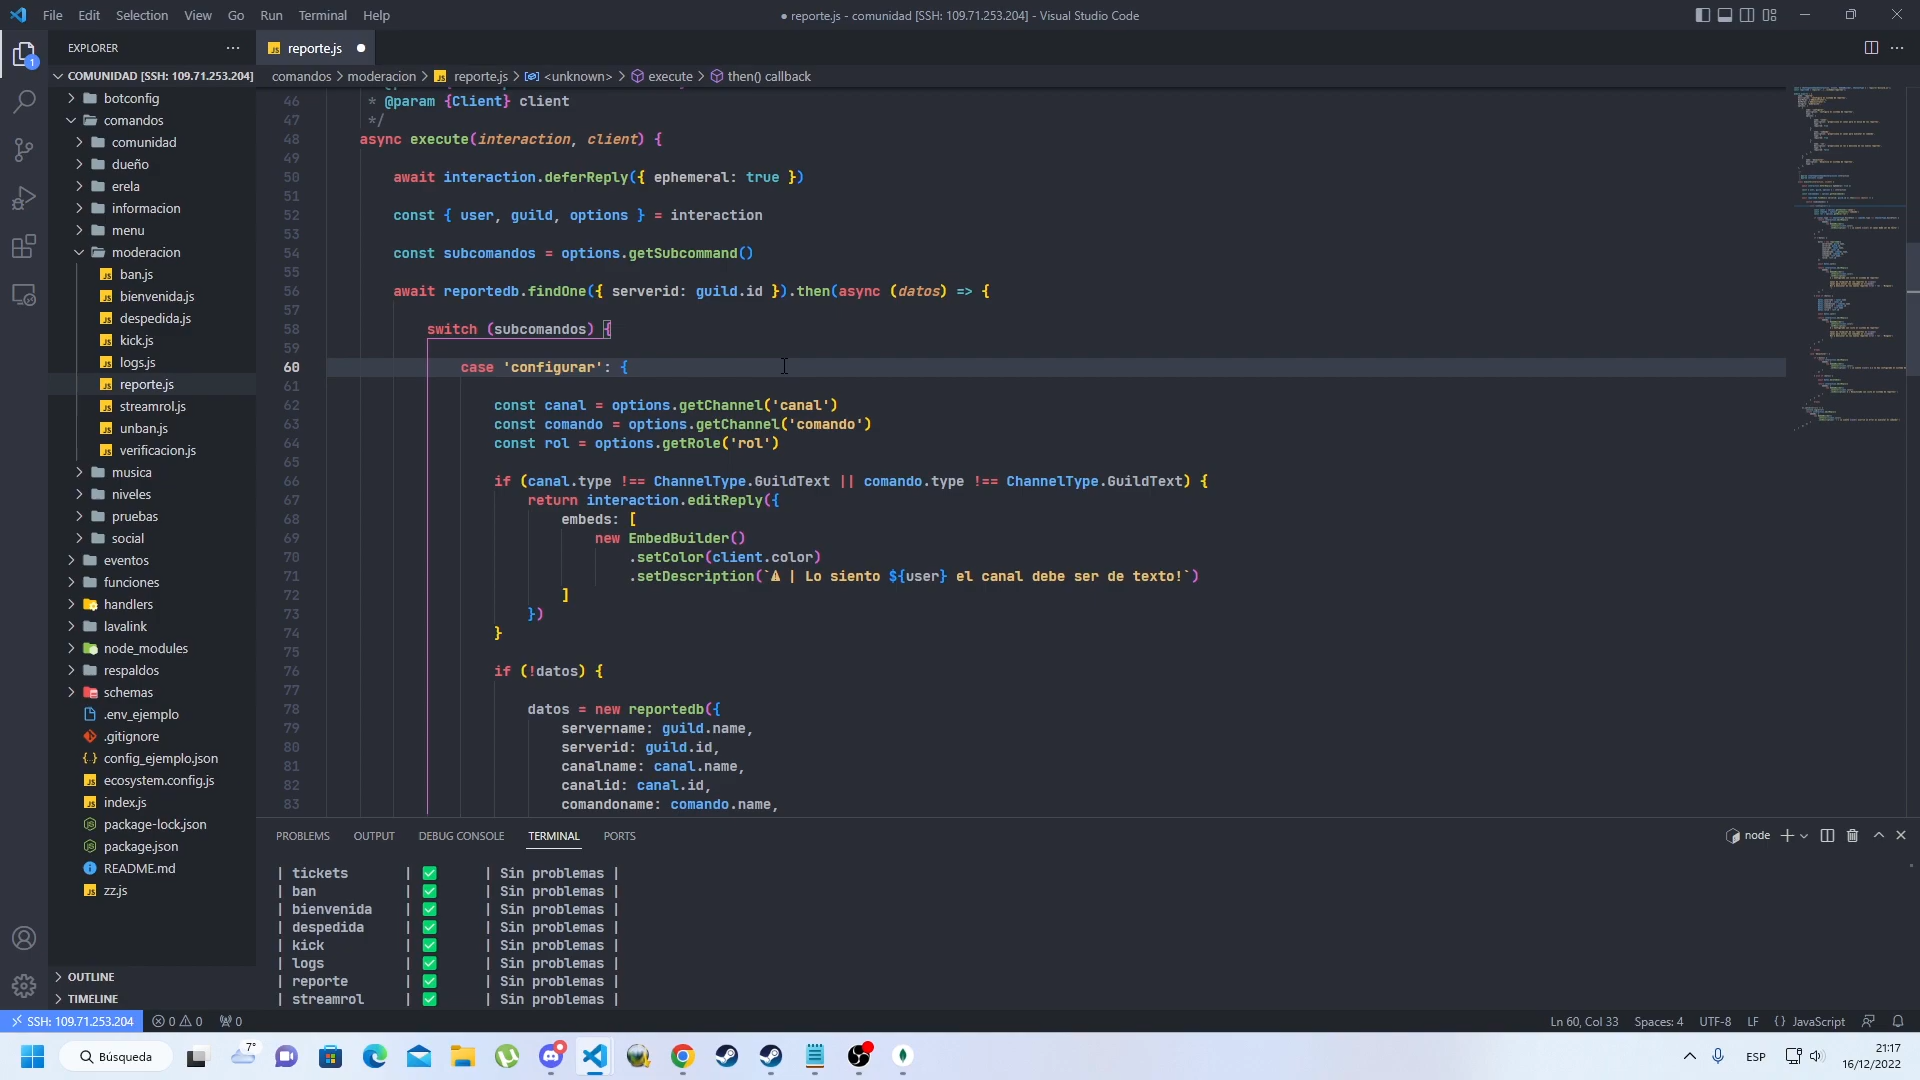 File Edit Selection View Go Run Terminal Help
● reporte.js - comunidad [SSH: 109.71.253.204] - Visual Studio Code
EXPLORER
reporte.js
COMUNIDAD [SSH: 109.71.253.204]
comandos > moderacion > reporte.js > <unknown> > execute > then() callback
botconfig
comandos
comunidad
dueño
erela
informacion
menu
moderacion
ban.js
bienvenida.js
despedida.js
kick.js
logs.js
reporte.js
streamrol.js
unban.js
verificacion.js
musica
niveles
pruebas
social
eventos
funciones
handlers
lavalink
node_modules
respaldos
schemas
.env_ejemplo
.gitignore
config_ejemplo.json
ecosystem.config.js
index.js
package-lock.json
package.json
README.md
zz.js
OUTLINE
TIMELINE
46 * @param {Client} client
47 */
48 async execute(interaction, client) {
49
50 await interaction.deferReply({ ephemeral: true })
51
52 const { user, guild, options } = interaction
53
54 const subcomandos = options.getSubcommand()
55
56 await reportedb.findOne({ serverid: guild.id }).then(async (datos) => {
57
58 switch (subcomandos) {
59
60 case 'configurar': {
61
62 const canal = options.getChannel('canal')
63 const comando = options.getChannel('comando')
64 const rol = options.getRole('rol')
65
66 if (canal.type !== ChannelType.GuildText || comando.type !== ChannelType.GuildText) {
67 return interaction.editReply({
68 embeds: [
69 new EmbedBuilder()
70 .setColor(client.color)
71 .setDescription(`⚠ | Lo siento ${user} el canal debe ser de texto!`)
72 ]
73 })
74 }
75
76 if (!datos) {
77
78 datos = new reportedb({
79 servername: guild.name,
80 serverid: guild.id,
81 canalname: canal.name,
82 canalid: canal.id,
83 comandoname: comando.name,
PROBLEMS OUTPUT DEBUG CONSOLE TERMINAL PORTS
node
| tickets | ✅ | Sin problemas |
| ban | ✅ | Sin problemas |
| bienvenida | ✅ | Sin problemas |
| despedida | ✅ | Sin problemas |
| kick | ✅ | Sin problemas |
| logs | ✅ | Sin problemas |
| reporte | ✅ | Sin problemas |
| streamrol | ✅ | Sin problemas |
SSH: 109.71.253.204 0 0 0
Ln 60, Col 33 Spaces: 4 UTF-8 LF {} JavaScript
Búsqueda
7°
ESP
21:17
16/12/2022